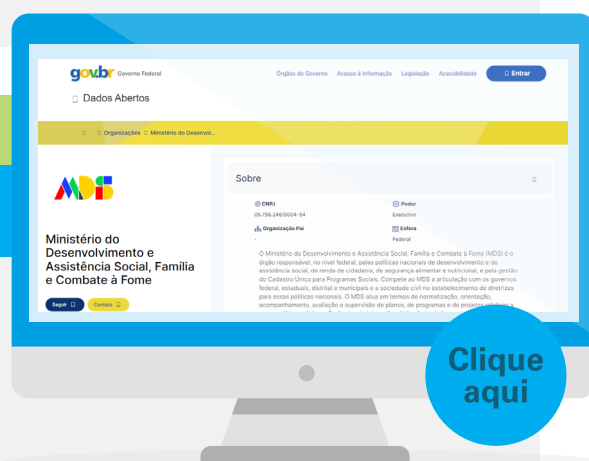 gov.br Governo Federal
Órgãos do Governo Acesso à Informação Legislação Acessibilidade Entrar
Dados Abertos
Organizações Ministério do Desenvol...
MDS
Ministério do
Desenvolvimento e
Assistência Social, Família
e Combate à Fome
Seguir Contato
Sobre
CNPJ Poder
05.756.246/0004-54 Executivo
Organização Pai Esfera
- Federal
O Ministério do Desenvolvimento e Assistência Social, Família e Combate à Fome (MDS) é o
órgão responsável, no nível federal, pelas políticas nacionais de desenvolvimento e de
assistência social, de renda de cidadania, de segurança alimentar e nutricional, e pela gestão
do Cadastro Único para Programas Sociais. Compete ao MDS a articulação com os governos
federal, estaduais, distrital e municipais e a sociedade civil no estabelecimento de diretrizes
para essas políticas nacionais. O MDS atua em termos de normatização, orientação,
acompanhamento, avaliação e supervisão de planos, de programas e de projetos relativos a
Clique
aqui